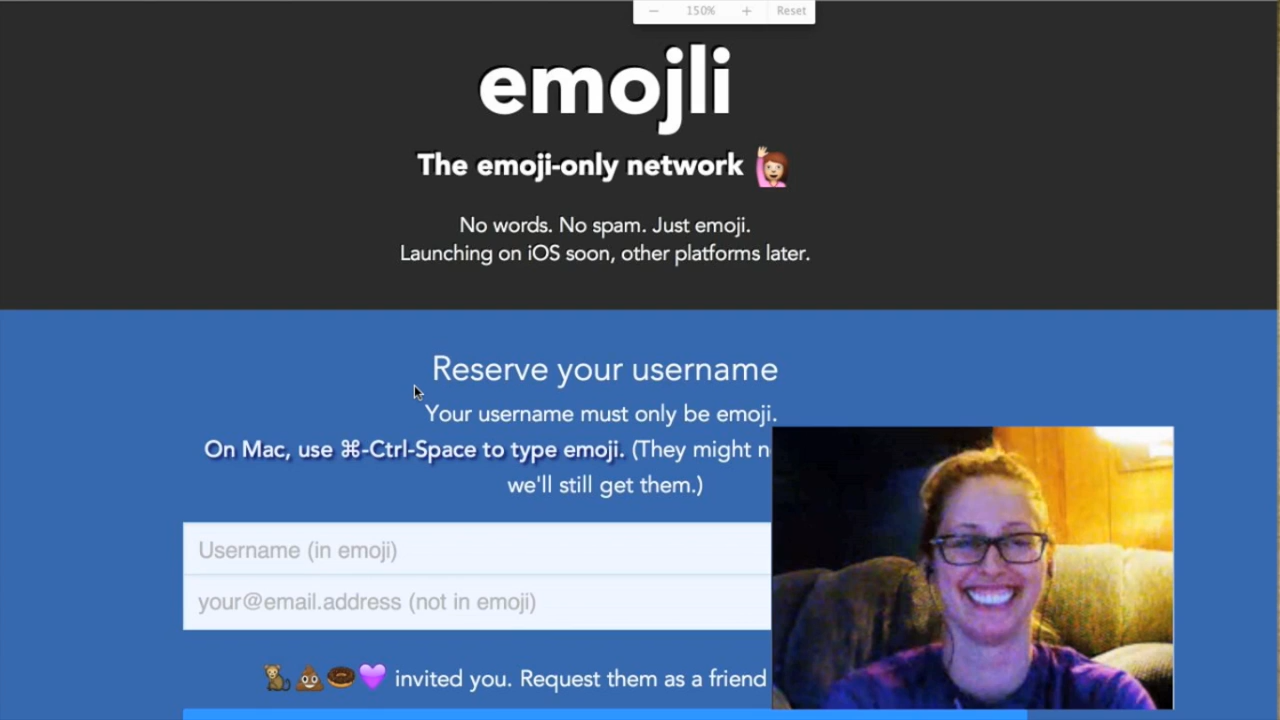 − 150% + Reset
emojli
The emoji-only network 🙋
No words. No spam. Just emoji.
Launching on iOS soon, other platforms later.
Reserve your username
Your username must only be emoji.
On Mac, use ⌘-Ctrl-Space to type emoji. (They might
we'll still get them.)
Username (in emoji)
your@email.address (not in emoji)
🐒💩🍩💜 invited you. Request them as a friend